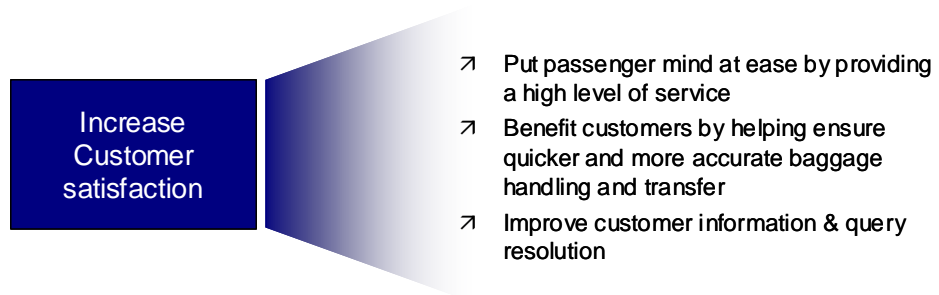 Increase
Customer
satisfaction
↗ Put passenger mind at ease by providing
a high level of service
↗ Benefit customers by helping ensure
quicker and more accurate baggage
handling and transfer
↗ Improve customer information & query
resolution